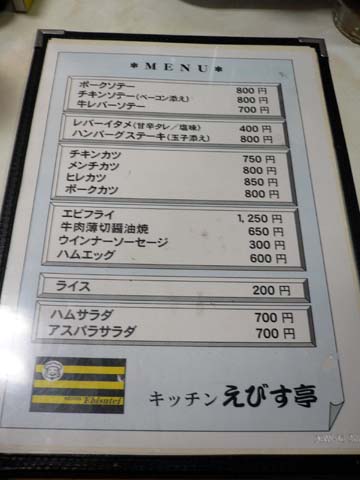 * MENU *
ポークソテー 800円
チキンソテー(ベーコン添え) 800円
牛レバーソテー 700円
レバーイタメ(甘辛タレ/塩味) 400円
ハンバーグステーキ(玉子添え) 800円
チキンカツ 750円
メンチカツ 800円
ヒレカツ 850円
ポークカツ 800円
エビフライ 1,250円
牛肉薄切醤油焼 650円
ウインナーソーセージ 300円
ハムエッグ 600円
ライス 200円
ハムサラダ 700円
アスパラサラダ 700円
Ebisutei
キッチン えびす亭